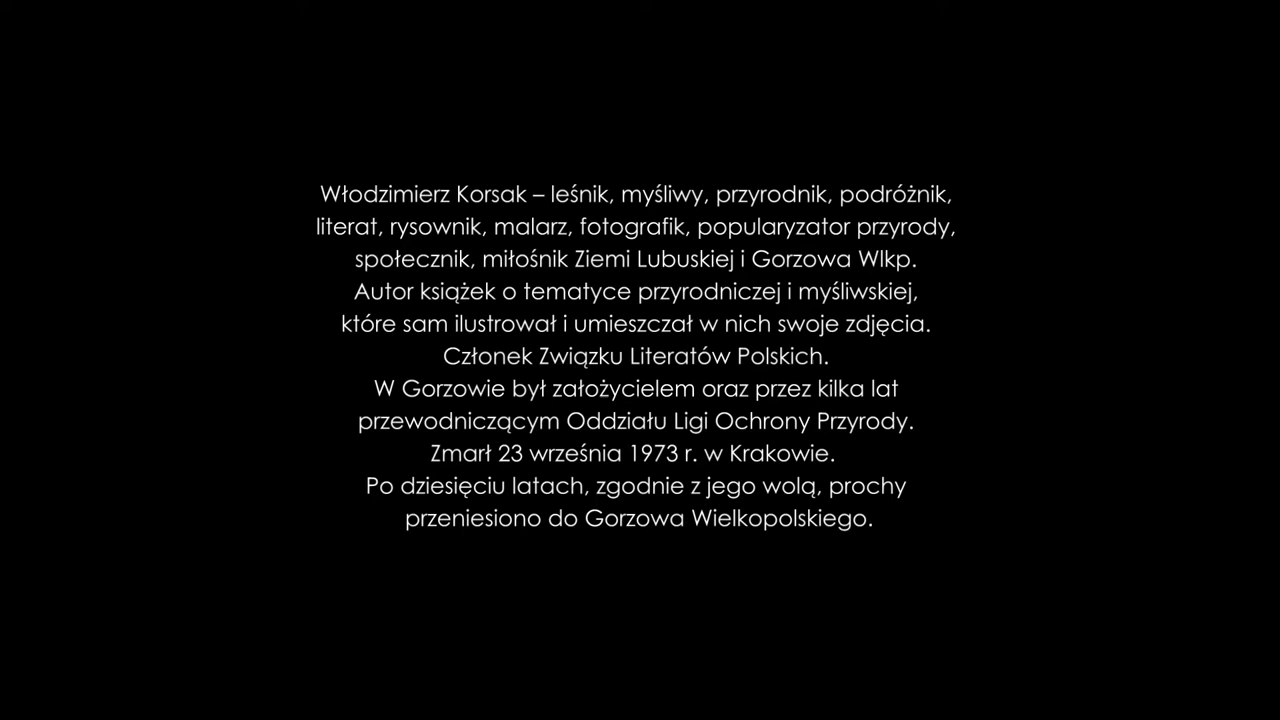 Włodzimierz Korsak – leśnik, myśliwy, przyrodnik, podróżnik,
literat, rysownik, malarz, fotografik, popularyzator przyrody,
społecznik, miłośnik Ziemi Lubuskiej i Gorzowa Wlkp.
Autor książek o tematyce przyrodniczej i myśliwskiej,
które sam ilustrował i umieszczał w nich swoje zdjęcia.
Członek Związku Literatów Polskich.
W Gorzowie był założycielem oraz przez kilka lat
przewodniczącym Oddziału Ligi Ochrony Przyrody.
Zmarł 23 września 1973 r. w Krakowie.
Po dziesięciu latach, zgodnie z jego wolą, prochy
przeniesiono do Gorzowa Wielkopolskiego.